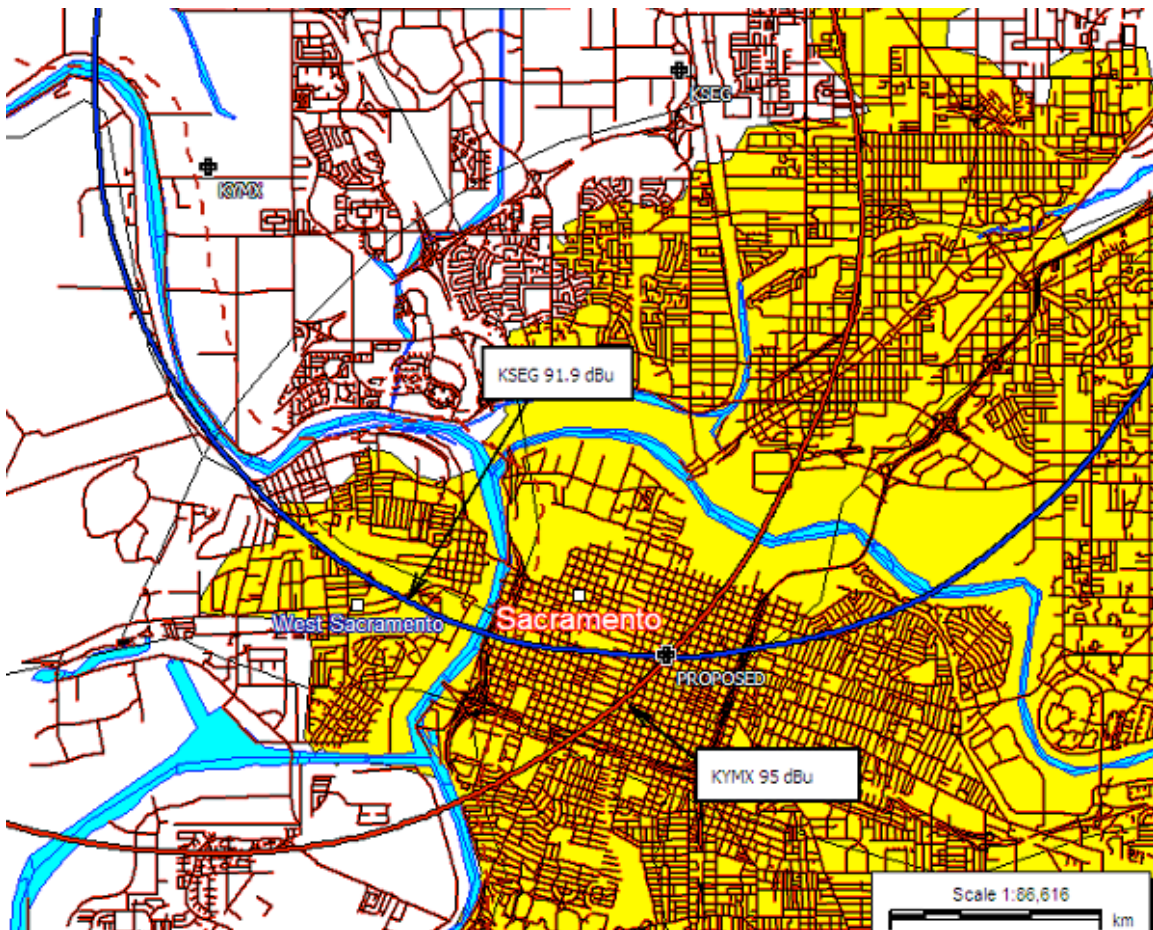 KSEG
KYMX
KSEG 91.9 dBu
West Sacramento
Sacramento
PROPOSED
KYMX 95 dBu
Scale 1:86,616
km